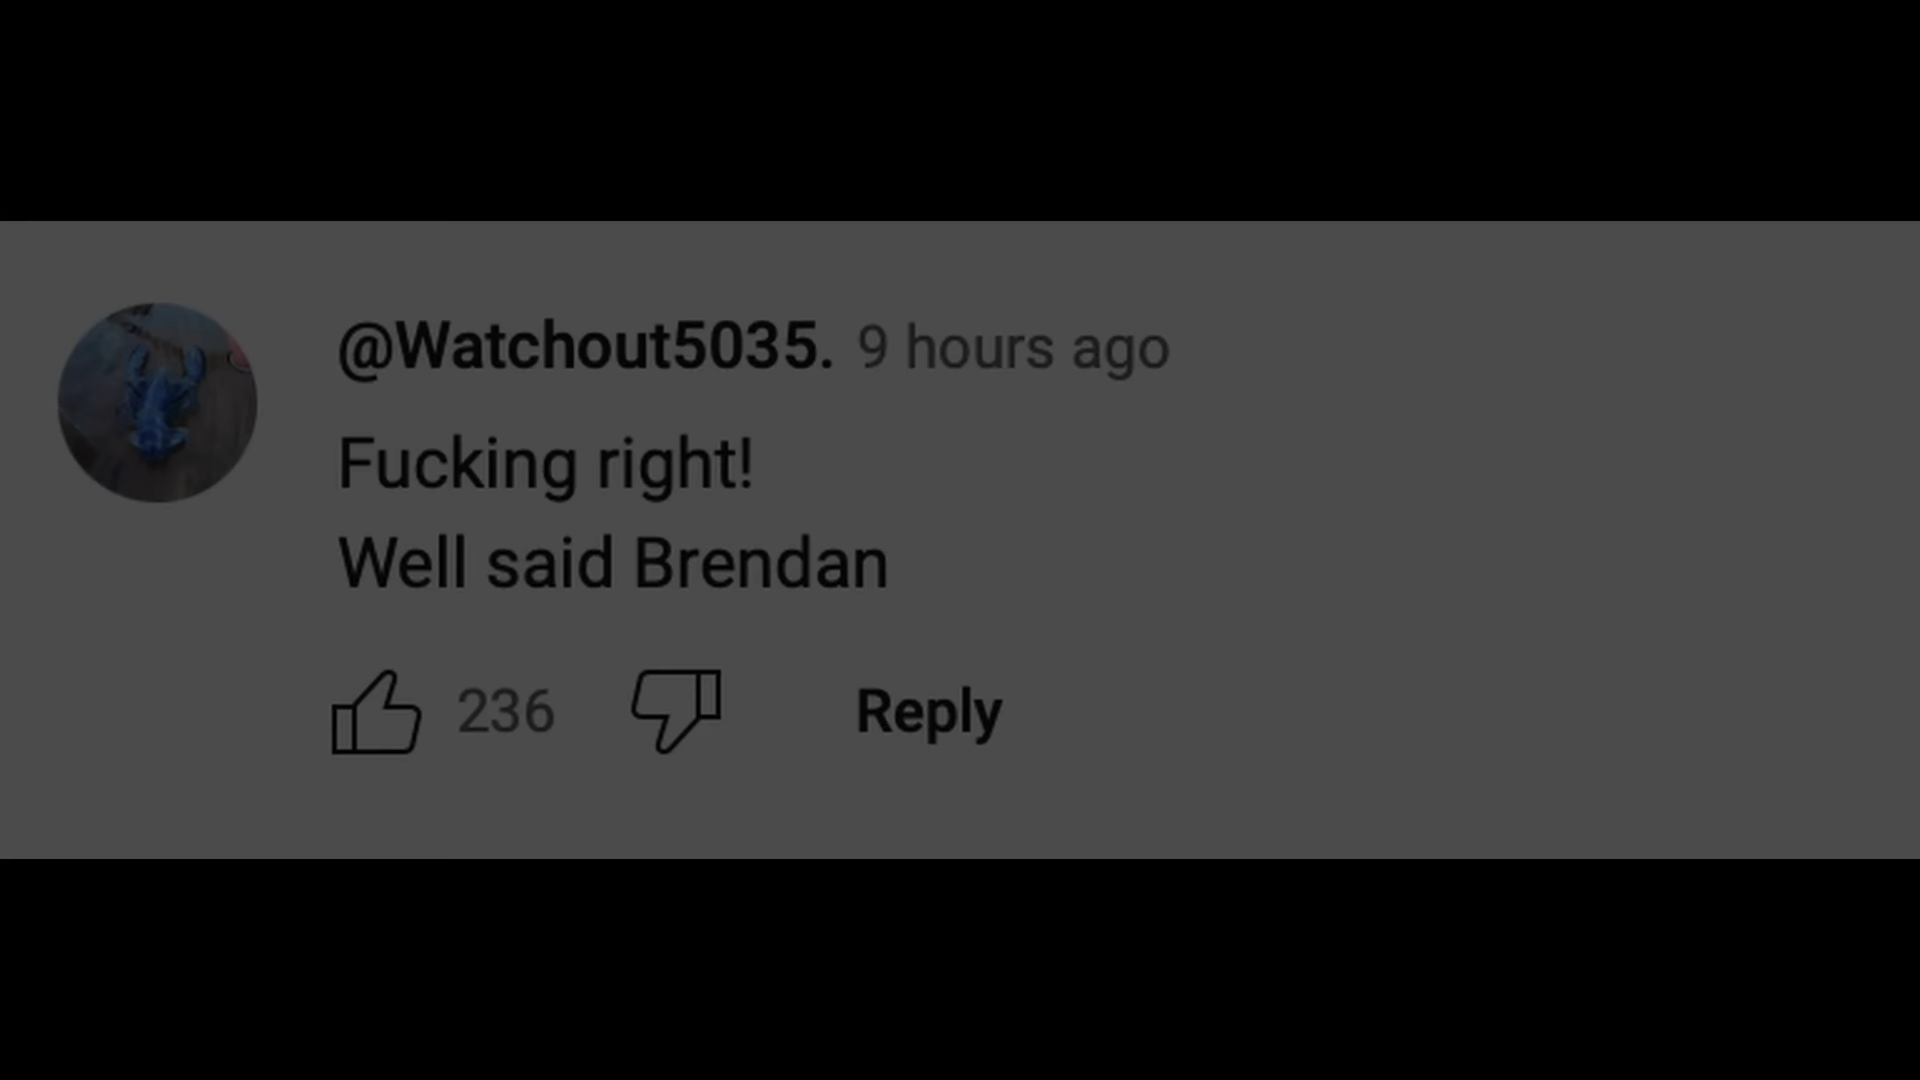 @Watchout5035. 9 hours ago
Fucking right!
Well said Brendan
236 Reply